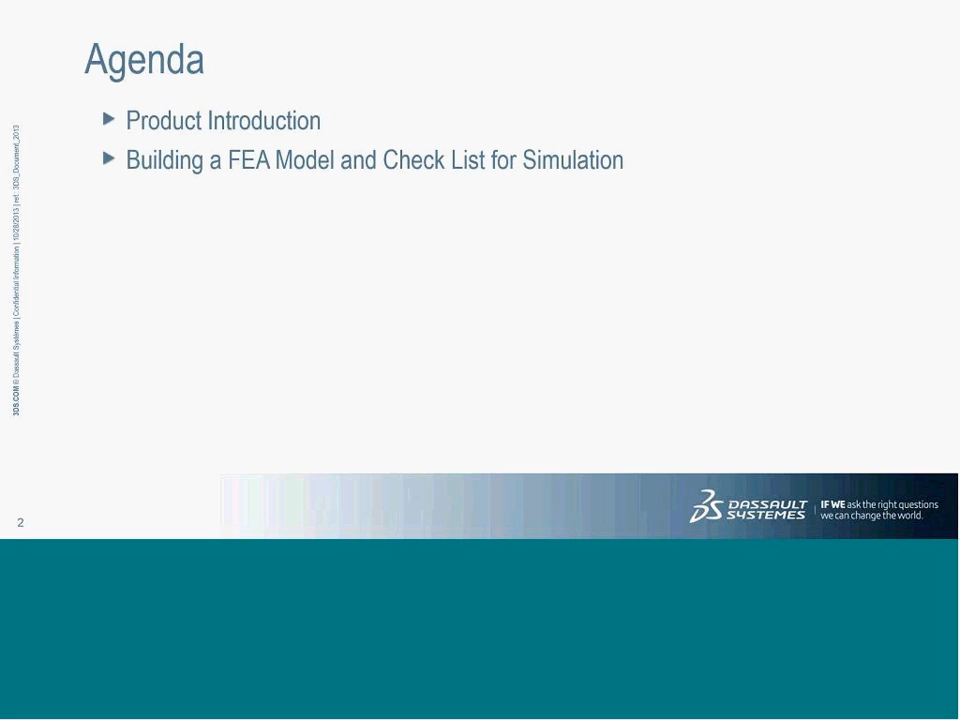 Agenda
Product Introduction
Building a FEA Model and Check List for Simulation
3DS.COM © Dassault Systèmes | Confidential Information | 10/28/2013 | ref.: 3DS_Document_2013
2
DASSAULT
SYSTEMES
IF WE ask the right questions
we can change the world.